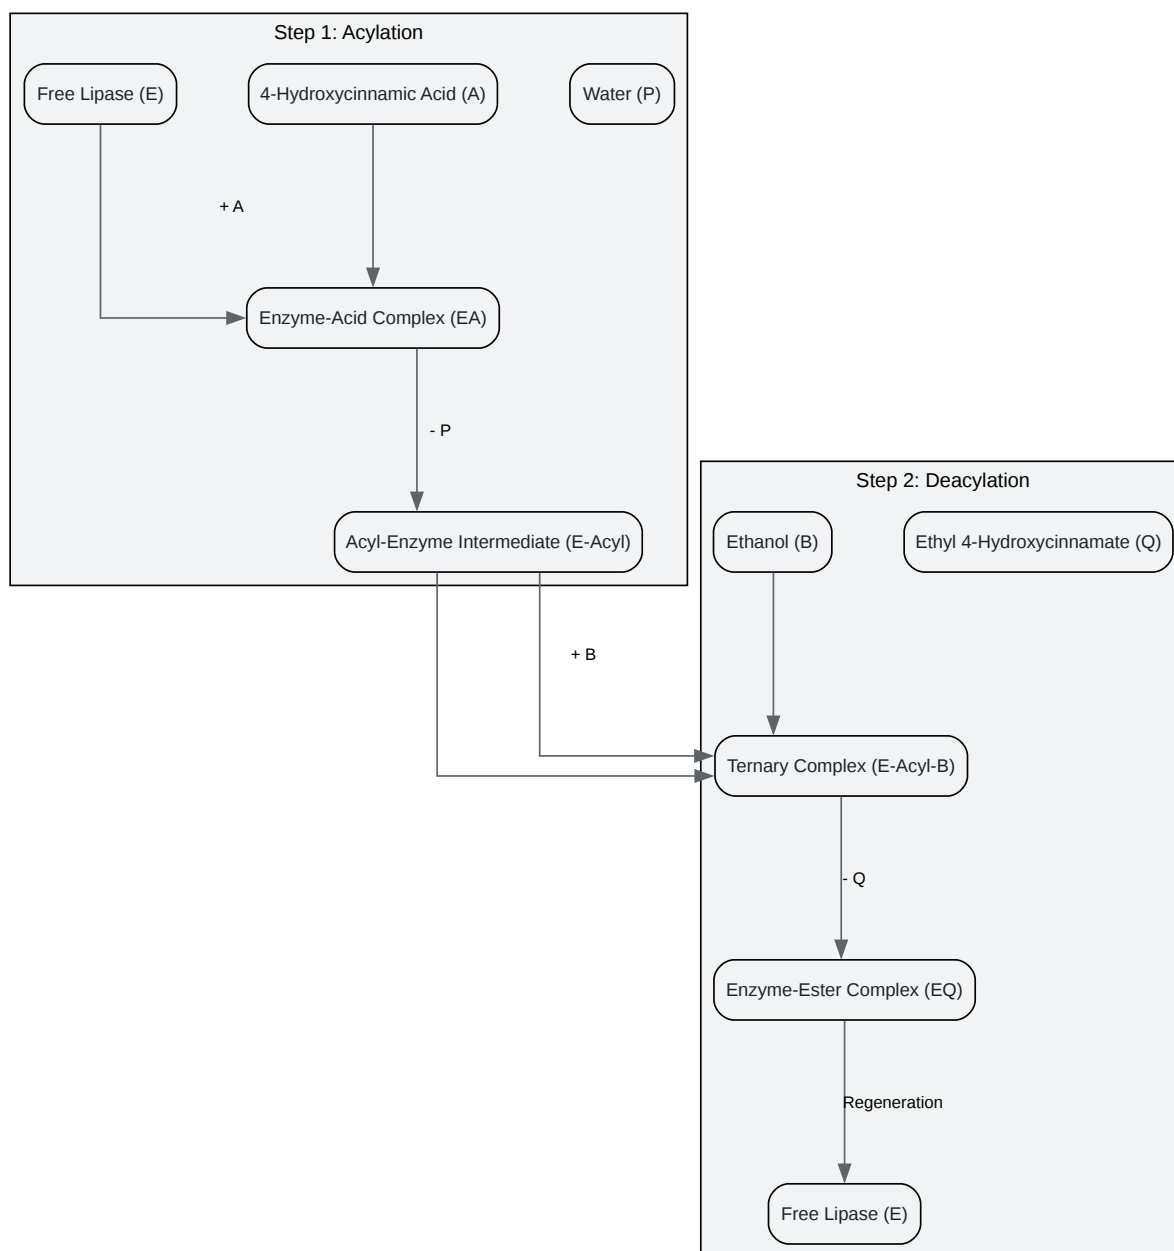 Step 1: Acylation
Free Lipase (E)
4-Hydroxycinnamic Acid (A)
Water (P)
+ A
Enzyme-Acid Complex (EA)
- P
Acyl-Enzyme Intermediate (E-Acyl)
Step 2: Deacylation
Ethanol (B)
Ethyl 4-Hydroxycinnamate (Q)
+ B
Ternary Complex (E-Acyl-B)
- Q
Enzyme-Ester Complex (EQ)
Regeneration
Free Lipase (E)